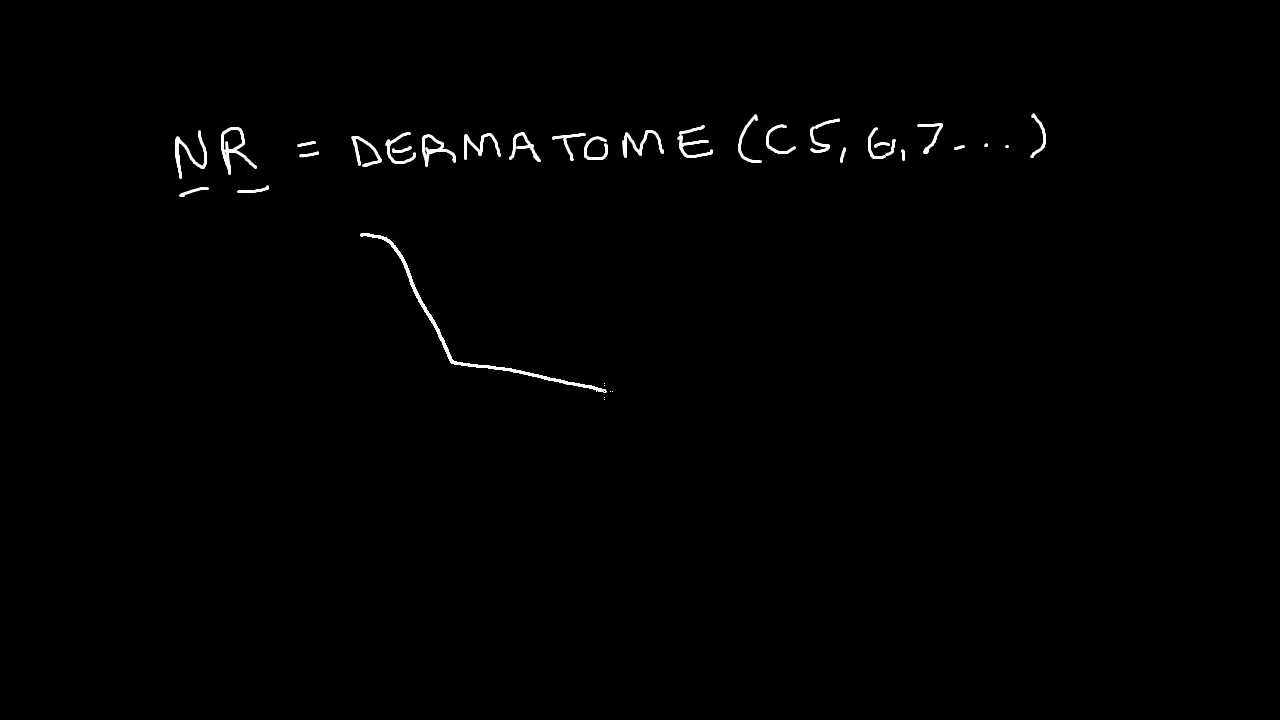 NR = DERMATOME (C5, 6, 7 - ...)